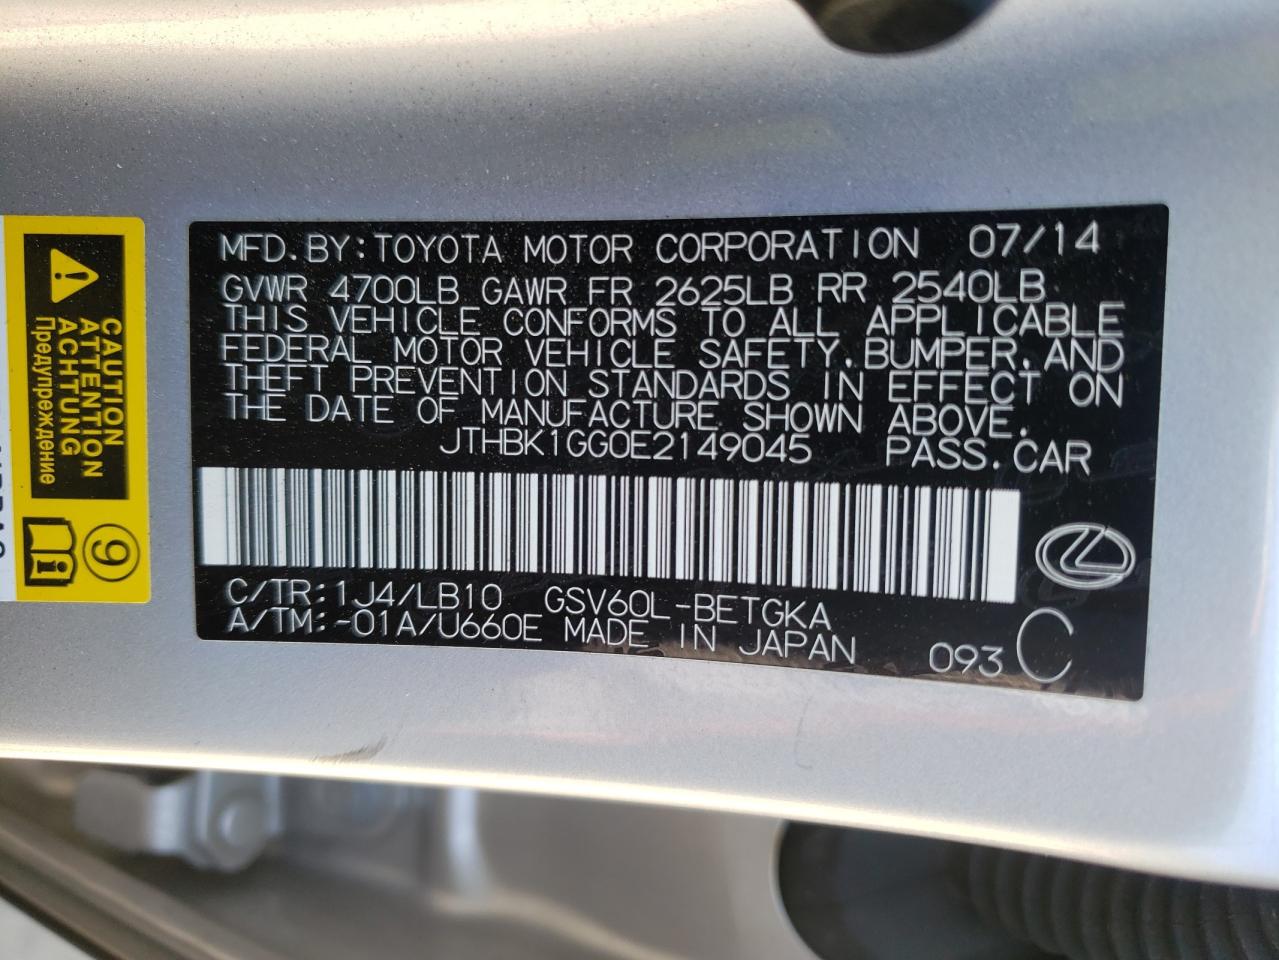 MFD.BY:TOYOTA MOTOR CORPORATION 07/14
GVWR 4700LB GAWR FR 2625LB RR 2540LB
THIS VEHICLE CONFORMS TO ALL APPLICABLE
FEDERAL MOTOR VEHICLE SAFETY,BUMPER,AND
THEFT PREVENTION STANDARDS IN EFFECT ON
THE DATE OF MANUFACTURE SHOWN ABOVE.
JTHBK1GG0E2149045 PASS.CAR
C/TR:1J4/LB10 GSV60L-BETGKA
A/TM:-01A/U660E MADE IN JAPAN
093 C
CAUTION
ATTENTION
ACHTUNG
Предупреждение
9